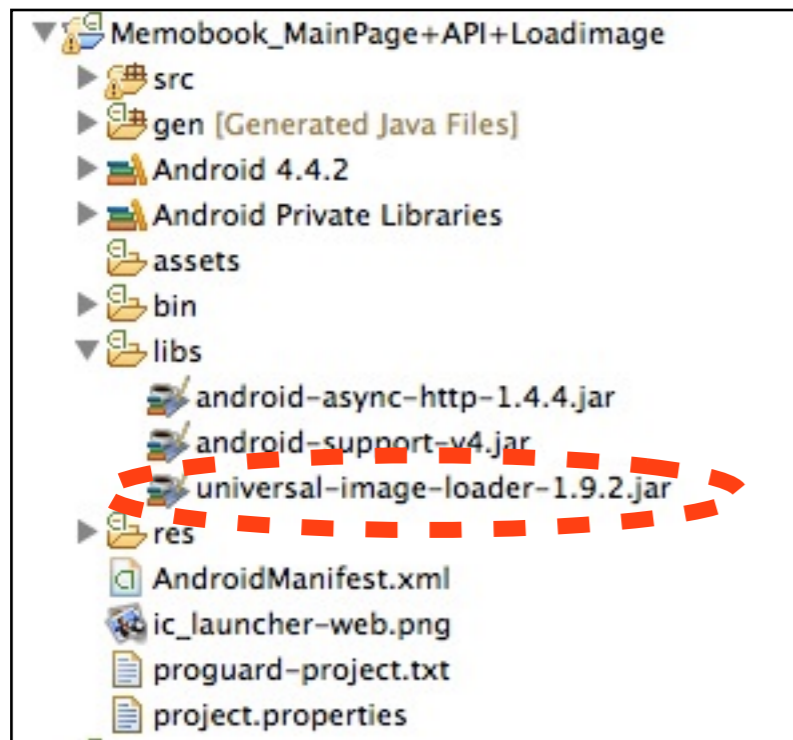 Memobook_MainPage+API+Loadimage
src
gen [Generated Java Files]
Android 4.4.2
Android Private Libraries
assets
bin
libs
android-async-http-1.4.4.jar
android-support-v4.jar
universal-image-loader-1.9.2.jar
res
AndroidManifest.xml
ic_launcher-web.png
proguard-project.txt
project.properties